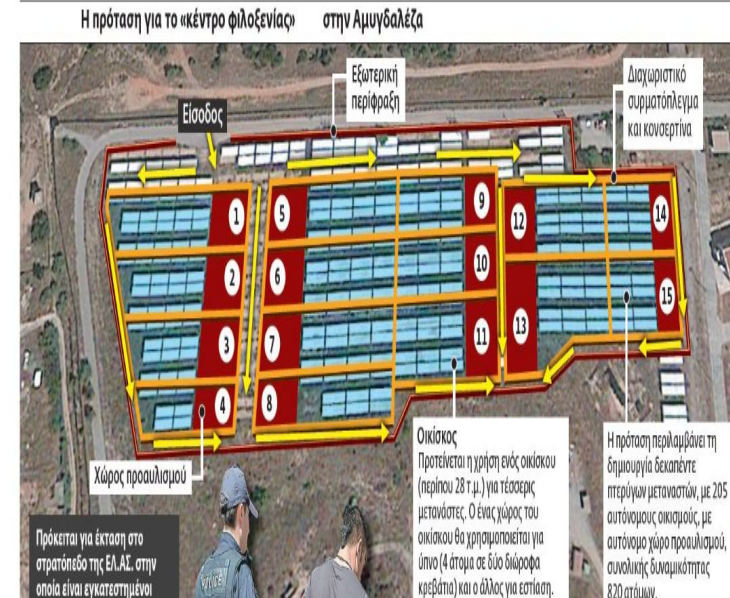 Η πρόταση για το «κέντρο φιλοξενίας» στην Αμυγδαλέζα
Εξωτερική
περίφραξη
Διαχωριστικό
συρματόπλεγμα
και κονσερτίνα
Είσοδος
1
5
9
12
14
2
6
10
3
7
11
13
15
4
8
Χώρος προαυλισμού
Οικίσκος
Προτείνεται η χρήση ενός οικίσκου
(περίπου 28 τ.μ.) για τέσσερις
μετανάστες. Ο ένας χώρος του
οικίσκου θα χρησιμοποιείται για
ύπνο (4 άτομα σε δύο διώροφα
κρεβάτια) και ο άλλος για εστίαση.
Η πρόταση περιλαμβάνει τη
δημιουργία δεκαπέντε
πτερύγων μεταναστών, με 205
αυτόνομους οικισμούς, με
αυτόνομο χώρο προαυλισμού,
συνολικής δυναμικότητας
820 ατόμων.
Πρόκειται για έκταση στο
στρατόπεδο της ΕΛ.ΑΣ. στην
οποία είναι εγκατεστημένοι
POLICE